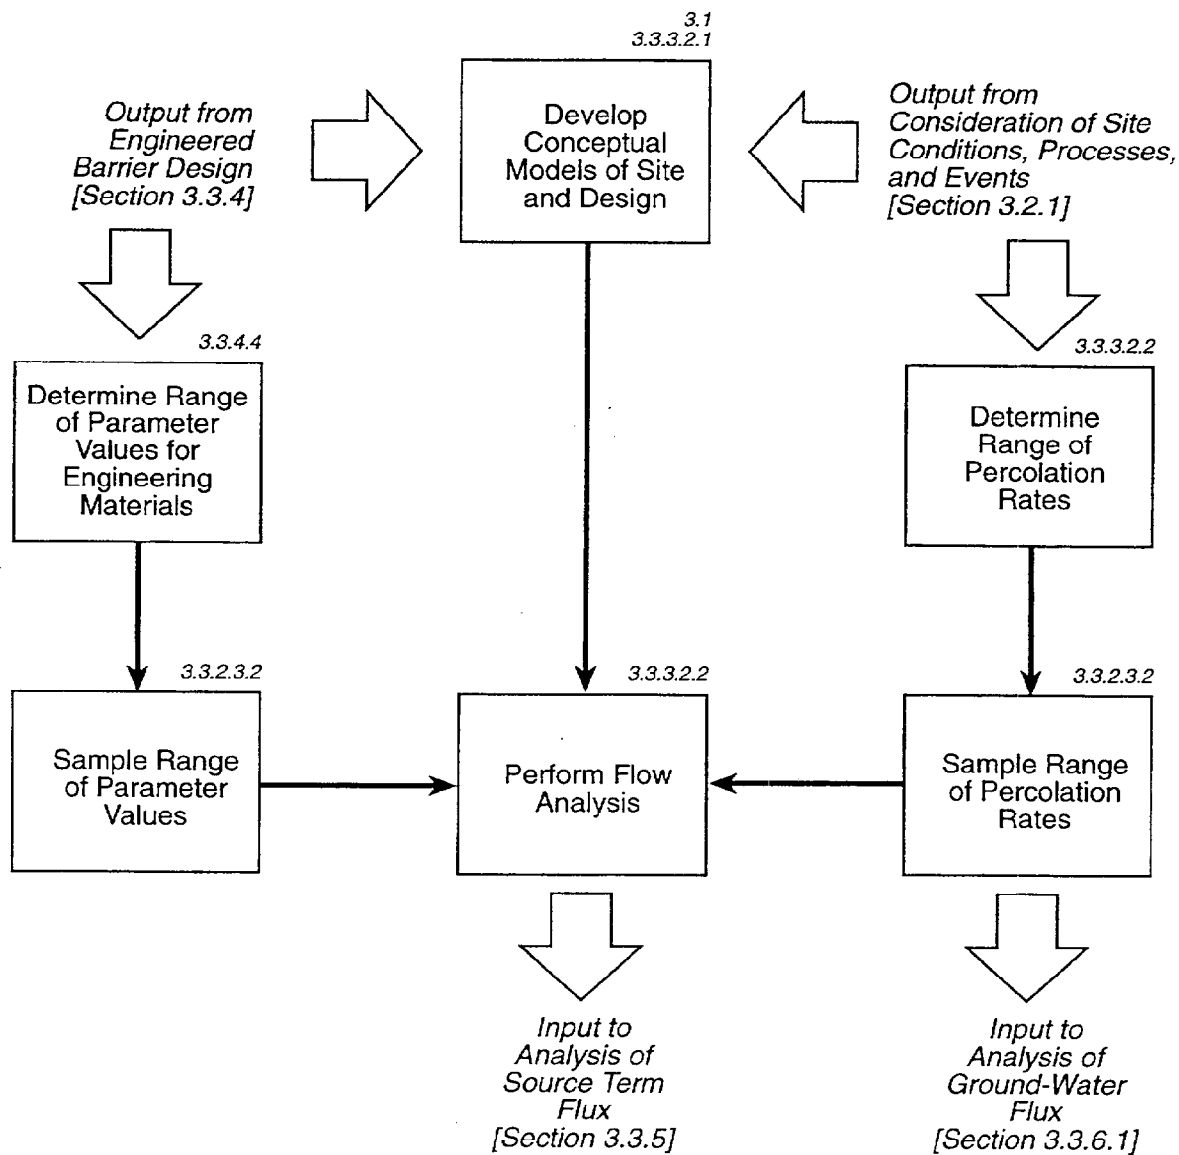 3.1
3.3.3.2.1
Develop
Conceptual
Models of Site
and Design
Output from
Engineered
Barrier Design
[Section 3.3.4]
Output from
Consideration of Site
Conditions, Processes,
and Events
[Section 3.2.1]
3.3.4.4
Determine Range
of Parameter
Values for
Engineering
Materials
3.3.3.2.2
Determine
Range of
Percolation
Rates
3.3.2.3.2
Sample Range
of Parameter
Values
3.3.3.2.2
Perform Flow
Analysis
3.3.2.3.2
Sample Range
of Percolation
Rates
Input to
Analysis of
Source Term
Flux
[Section 3.3.5]
Input to
Analysis of
Ground-Water
Flux
[Section 3.3.6.1]